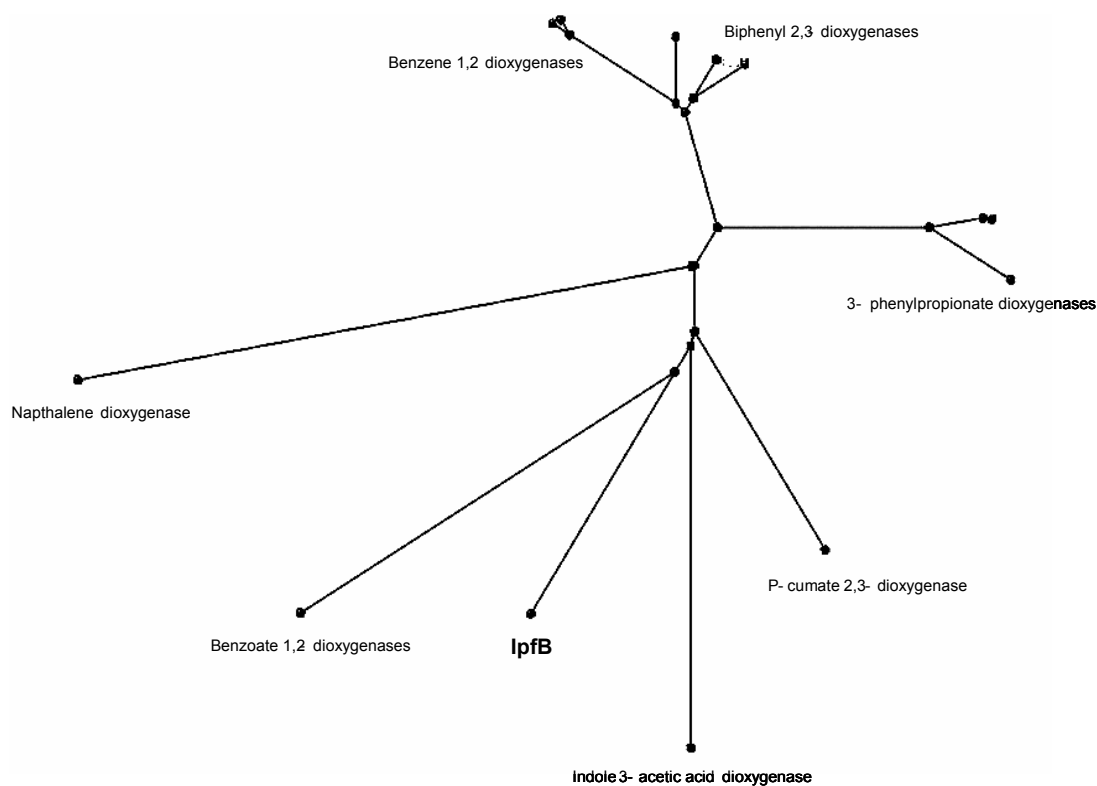 Biphenyl 2,3- dioxygenases
Benzene 1,2 dioxygenases
3- phenylpropionate dioxygenases
Napthalene dioxygenase
P- cumate 2,3- dioxygenase
Benzoate 1,2 dioxygenases
IpfB
Indole 3- acetic acid dioxygenase